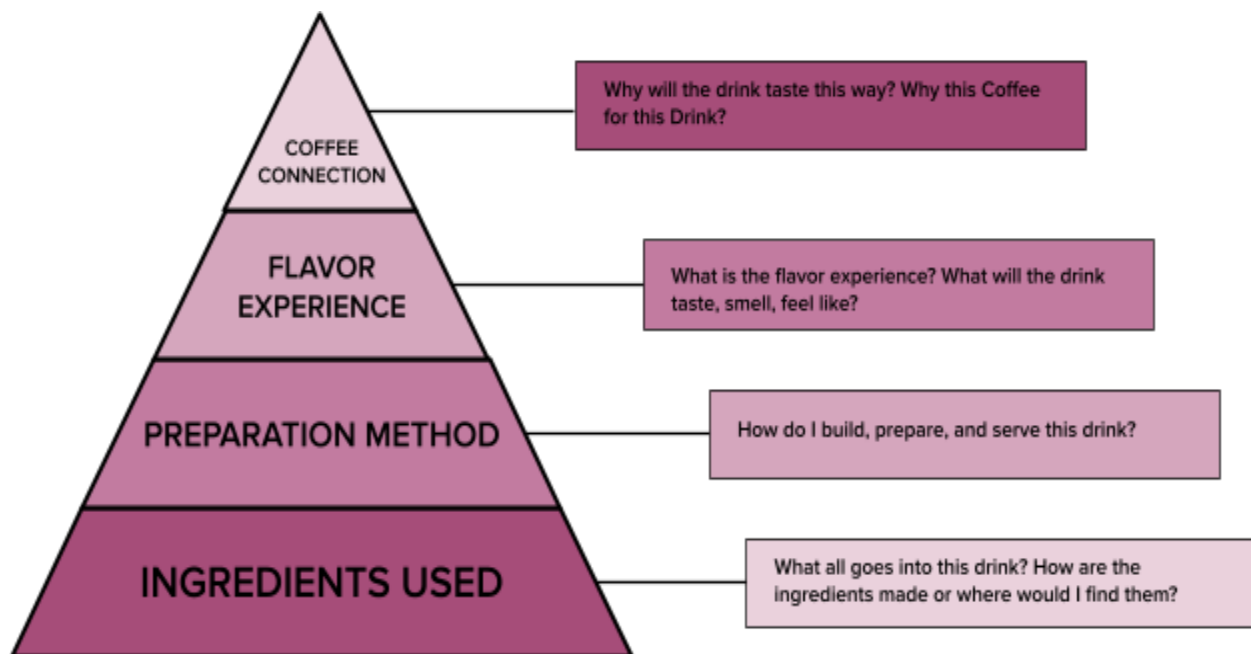 Why will the drink taste this way? Why this Coffee
for this Drink?
COFFEE
CONNECTION
FLAVOR
EXPERIENCE
What is the flavor experience? What will the drink
taste, smell, feel like?
PREPARATION METHOD
How do I build, prepare, and serve this drink?
INGREDIENTS USED
What all goes into this drink? How are the
ingredients made or where would I find them?